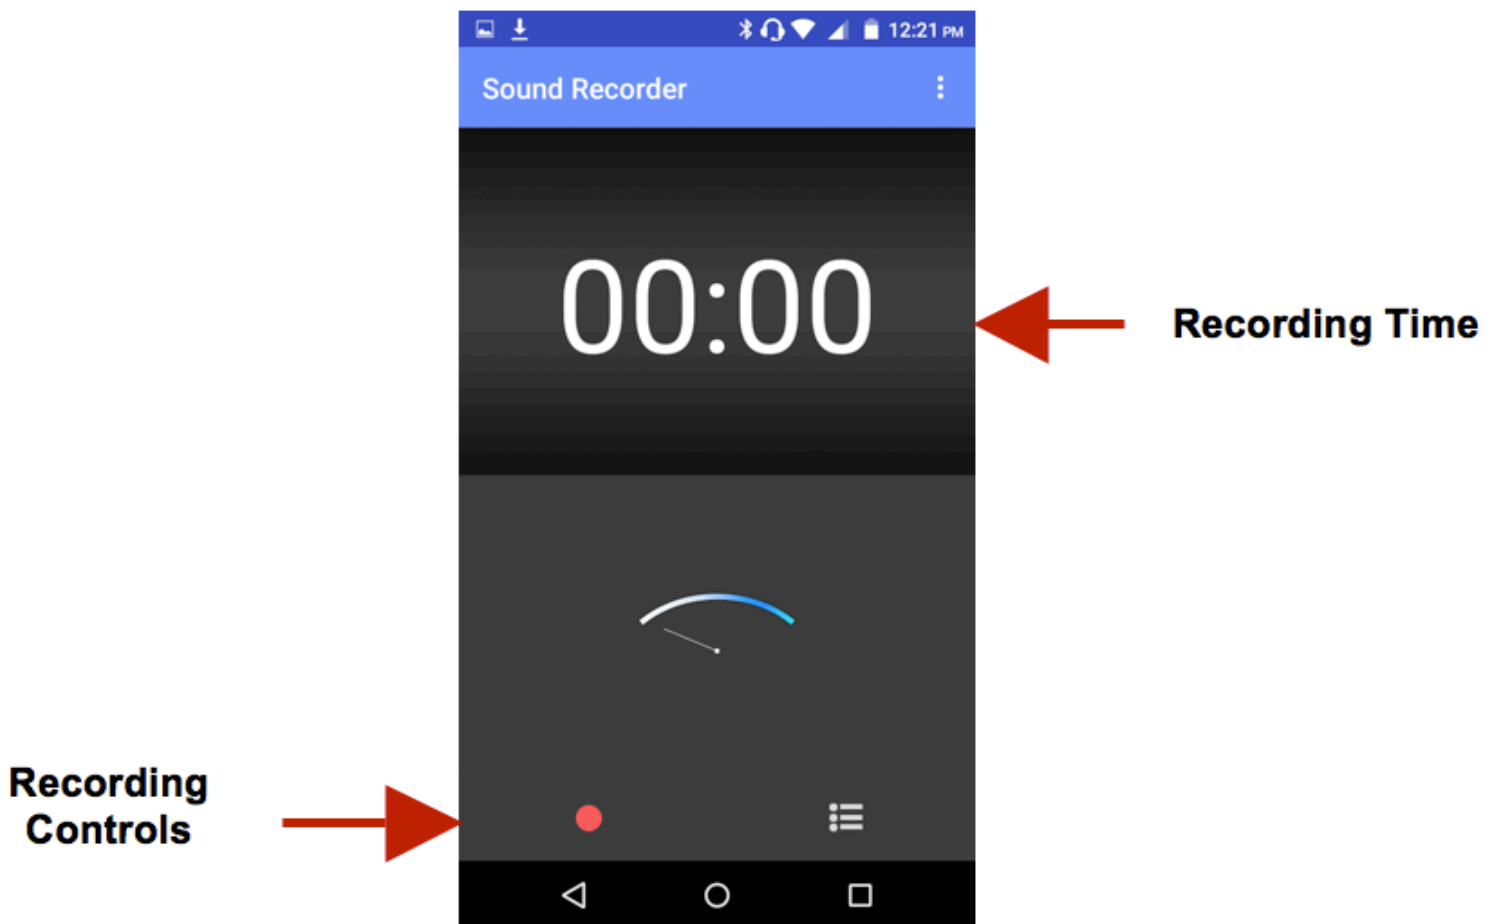 12:21 PM
Sound Recorder
00:00
Recording Time
Recording
Controls